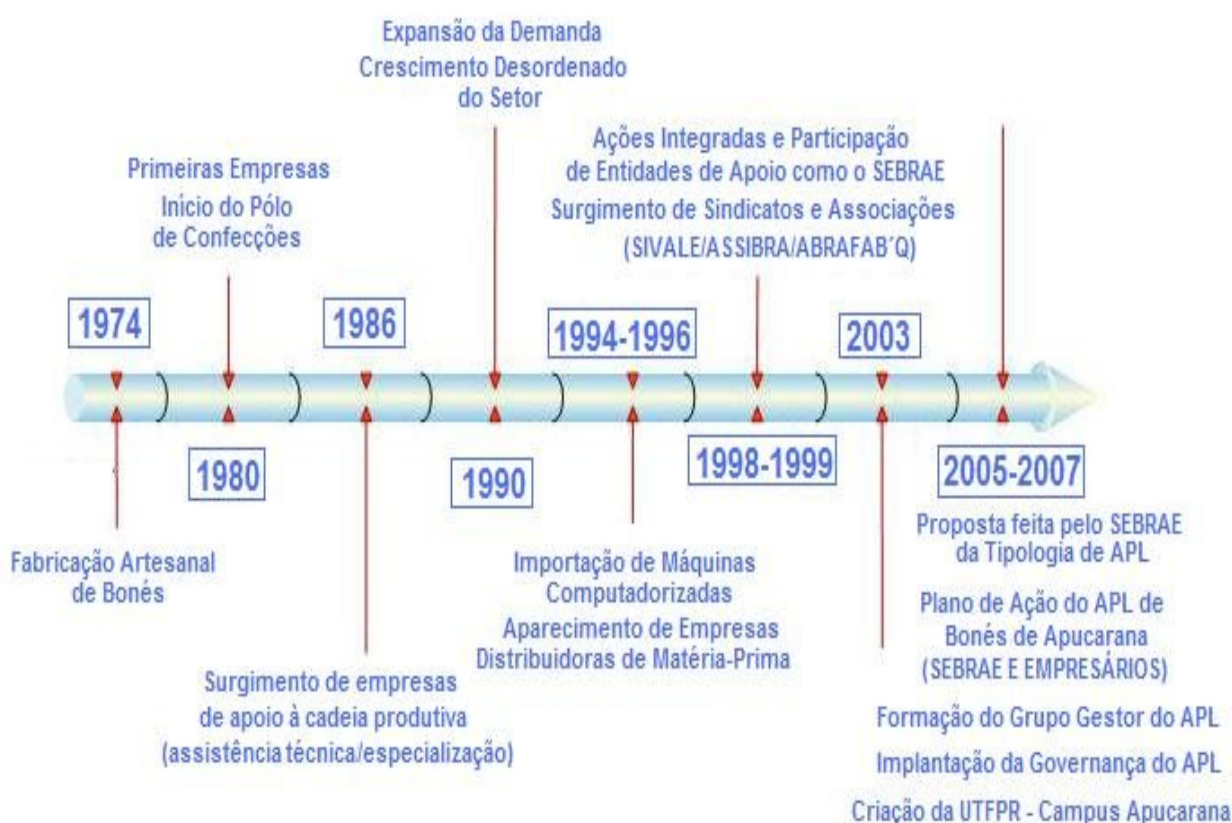 Expansão da Demanda
Crescimento Desordenado
do Setor
Ações Integradas e Participação
de Entidades de Apoio como o SEBRAE
Surgimento de Sindicatos e Associações
(SIVALE/ASSIBRA/ABRAFAB´Q)
Primeiras Empresas
Início do Pólo
de Confecções
1974
1986
1994-1996
2003
1980
1990
1998-1999
2005-2007
Fabricação Artesanal
de Bonés
Surgimento de empresas
de apoio à cadeia produtiva
(assistência técnica/especialização)
Importação de Máquinas
Computadorizadas
Aparecimento de Empresas
Distribuidoras de Matéria-Prima
Proposta feita pelo SEBRAE
da Tipologia de APL
Plano de Ação do APL de
Bonés de Apucarana
(SEBRAE E EMPRESÁRIOS)
Formação do Grupo Gestor do APL
Implantação da Governança do APL
Criação da UTFPR - Campus Apucarana